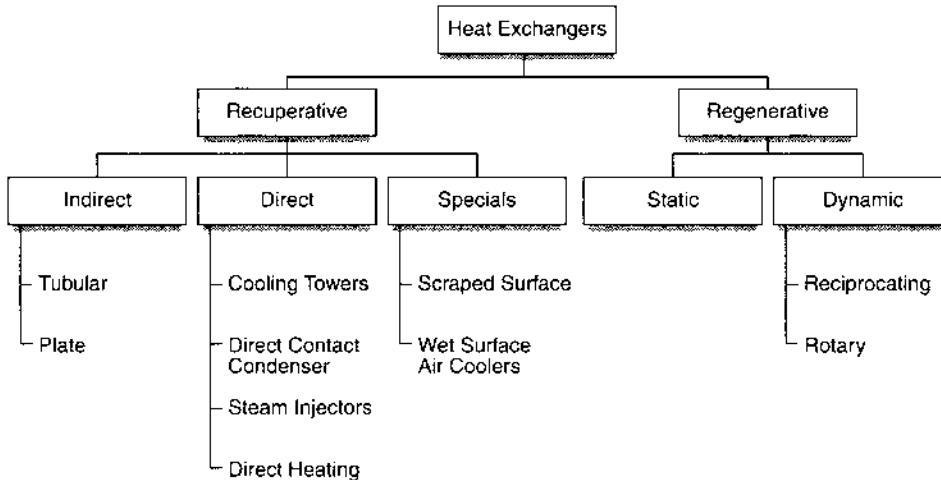 Heat Exchangers
Recuperative
Regenerative
Indirect
Direct
Specials
Static
Dynamic
Tubular
Cooling Towers
Scraped Surface
Reciprocating
Plate
Direct Contact
Condenser
Wet Surface
Air Coolers
Rotary
Steam Injectors
Direct Heating